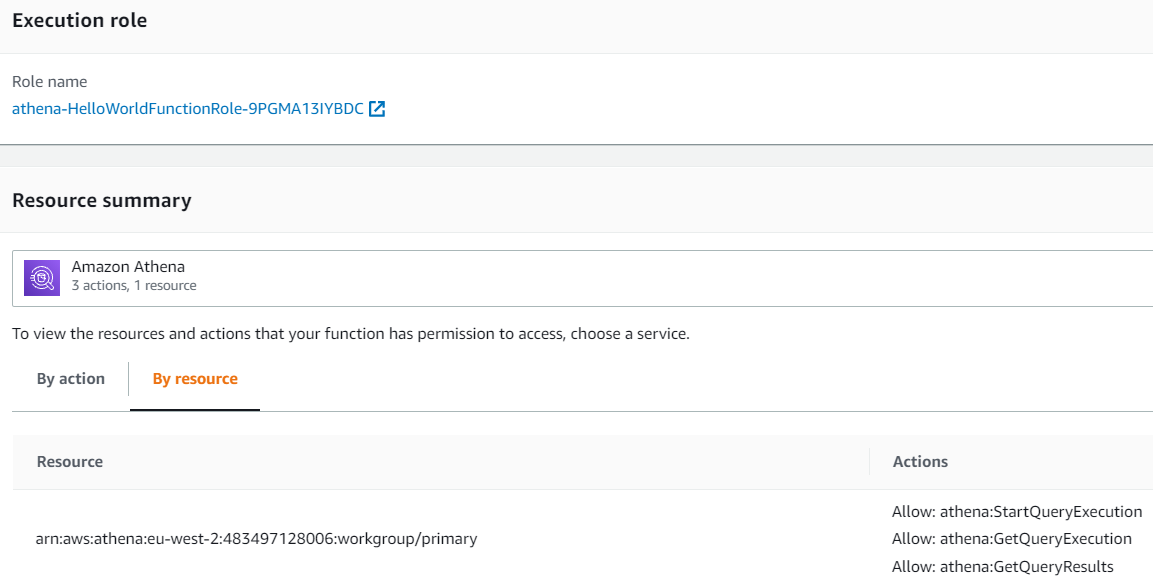 Execution role
Role name
athena-HelloWorldFunctionRole-9PGMA13IYBDC
Resource summary
Amazon Athena
3 actions, 1 resource
To view the resources and actions that your function has permission to access, choose a service.
By action By resource
Resource Actions
Allow: athena:StartQueryExecution
arn:aws:athena:eu-west-2:483497128006:workgroup/primary Allow: athena:GetQueryExecution
Allow: athena:GetQueryResults